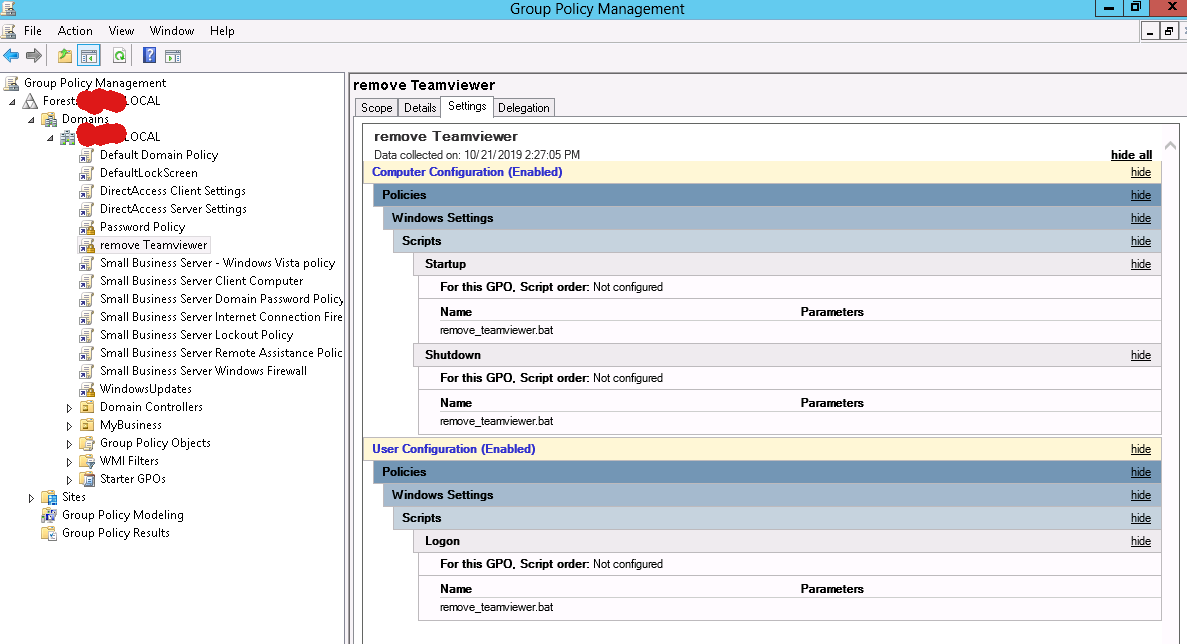 Group Policy Management
File Action View Window Help
Group Policy Management
Forest: LOCAL
Domains
LOCAL
Default Domain Policy
DefaultLockScreen
DirectAccess Client Settings
DirectAccess Server Settings
Password Policy
remove Teamviewer
Small Business Server - Windows Vista policy
Small Business Server Client Computer
Small Business Server Domain Password Policy
Small Business Server Internet Connection Fire
Small Business Server Lockout Policy
Small Business Server Remote Assistance Polic
Small Business Server Windows Firewall
WindowsUpdates
Domain Controllers
MyBusiness
Group Policy Objects
WMI Filters
Starter GPOs
Sites
Group Policy Modeling
Group Policy Results
remove Teamviewer
Scope Details Settings Delegation
remove Teamviewer
Data collected on: 10/21/2019 2:27:05 PM hide all
Computer Configuration (Enabled) hide
Policies hide
Windows Settings hide
Scripts hide
Startup hide
For this GPO, Script order: Not configured
Name Parameters
remove_teamviewer.bat
Shutdown hide
For this GPO, Script order: Not configured
Name Parameters
remove_teamviewer.bat
User Configuration (Enabled) hide
Policies hide
Windows Settings hide
Scripts hide
Logon hide
For this GPO, Script order: Not configured
Name Parameters
remove_teamviewer.bat